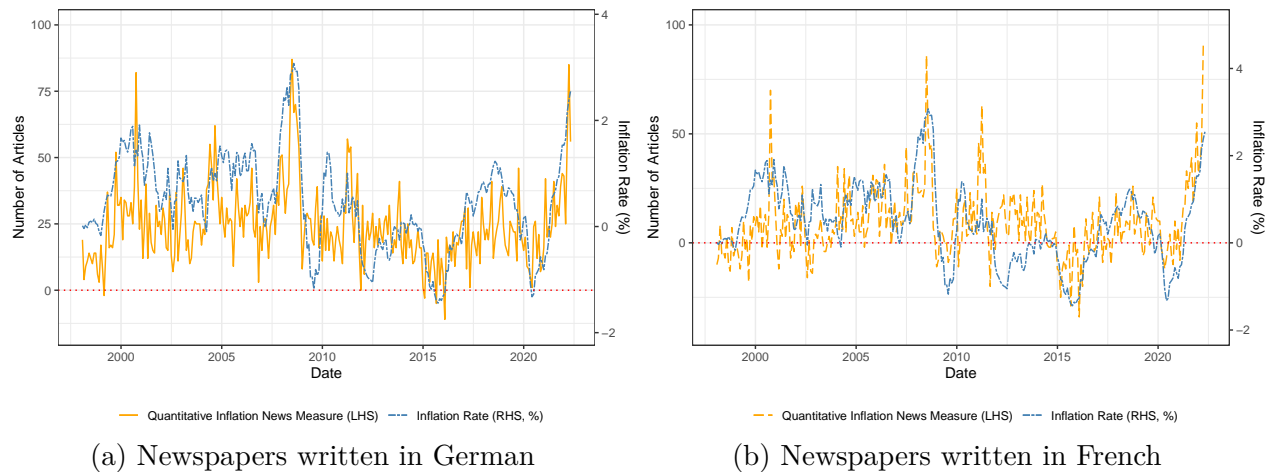 100
75
50
25
0
Number of Articles
4
2
0
−2
Inflation Rate (%)
2000 2005 2010 2015 2020
Date
Quantitative Inflation News Measure (LHS) Inflation Rate (RHS, %)
(a) Newspapers written in German
100
50
0
Number of Articles
4
2
0
−2
Inflation Rate (%)
2000 2005 2010 2015 2020
Date
Quantitative Inflation News Measure (LHS) Inflation Rate (RHS, %)
(b) Newspapers written in French